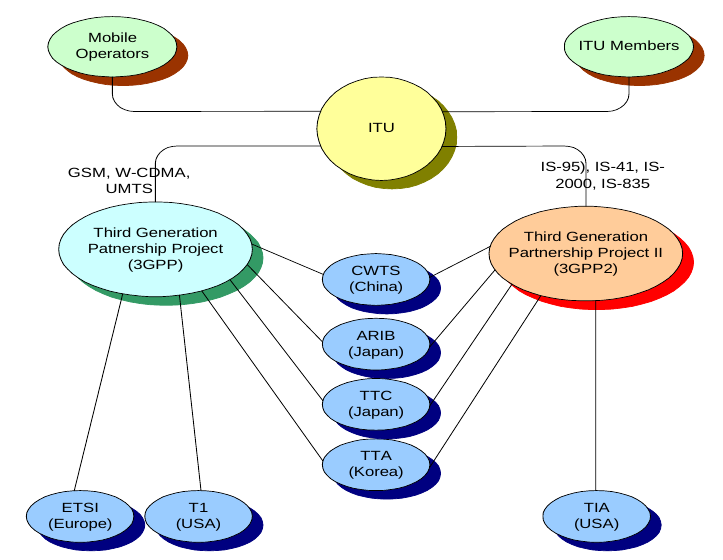 Mobile
Operators
ITU Members
ITU
GSM, W-CDMA,
UMTS
IS-95), IS-41, IS-
2000, IS-835
Third Generation
Patnership Project
(3GPP)
Third Generation
Partnership Project II
(3GPP2)
CWTS
(China)
ARIB
(Japan)
TTC
(Japan)
TTA
(Korea)
ETSI
(Europe)
T1
(USA)
TIA
(USA)